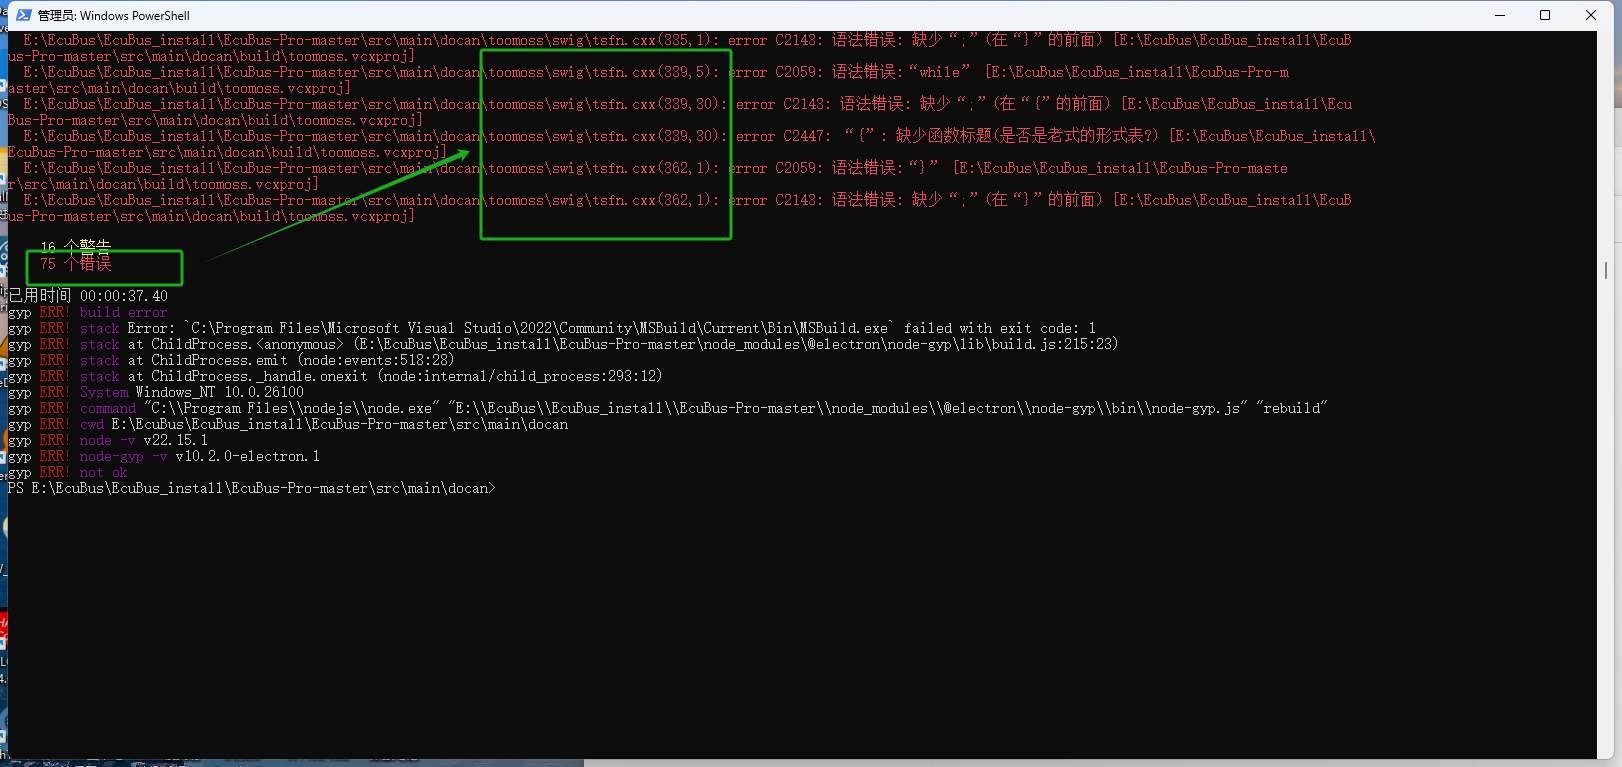 管理员: Windows PowerShell
E:\EcuBus\EcuBus_install\EcuBus-Pro-master\src\main\docan\toomoss\swig\tsfn.cxx(335,1): error C2143: 语法错误: 缺少“;”(在“}”的前面) [E:\EcuBus\EcuBus_install\EcuB
us-Pro-master\src\main\docan\build\toomoss.vcxproj]
E:\EcuBus\EcuBus_install\EcuBus-Pro-master\src\main\docan\toomoss\swig\tsfn.cxx(339,5): error C2059: 语法错误:“while” [E:\EcuBus\EcuBus_install\EcuBus-Pro-m
aster\src\main\docan\build\toomoss.vcxproj]
E:\EcuBus\EcuBus_install\EcuBus-Pro-master\src\main\docan\toomoss\swig\tsfn.cxx(339,30): error C2143: 语法错误: 缺少“;”(在“{”的前面) [E:\EcuBus\EcuBus_install\Ecu
Bus-Pro-master\src\main\docan\build\toomoss.vcxproj]
E:\EcuBus\EcuBus_install\EcuBus-Pro-master\src\main\docan\toomoss\swig\tsfn.cxx(339,30): error C2447: “{”: 缺少函数标题(是否是老式的形式表?) [E:\EcuBus\EcuBus_install\
EcuBus-Pro-master\src\main\docan\build\toomoss.vcxproj]
E:\EcuBus\EcuBus_install\EcuBus-Pro-master\src\main\docan\toomoss\swig\tsfn.cxx(362,1): error C2059: 语法错误:“}” [E:\EcuBus\EcuBus_install\EcuBus-Pro-maste
r\src\main\docan\build\toomoss.vcxproj]
E:\EcuBus\EcuBus_install\EcuBus-Pro-master\src\main\docan\toomoss\swig\tsfn.cxx(362,1): error C2143: 语法错误: 缺少“;”(在“}”的前面) [E:\EcuBus\EcuBus_install\EcuB
us-Pro-master\src\main\docan\build\toomoss.vcxproj]
16 个警告
75 个错误
已用时间 00:00:37.40
gyp ERR! build error
gyp ERR! stack Error: `C:\Program Files\Microsoft Visual Studio\2022\Community\MSBuild\Current\Bin\MSBuild.exe` failed with exit code: 1
gyp ERR! stack at ChildProcess.<anonymous> (E:\EcuBus\EcuBus_install\EcuBus-Pro-master\node_modules\@electron\node-gyp\lib\build.js:215:23)
gyp ERR! stack at ChildProcess.emit (node:events:518:28)
gyp ERR! stack at ChildProcess._handle.onexit (node:internal/child_process:293:12)
gyp ERR! System Windows_NT 10.0.26100
gyp ERR! command "C:\\Program Files\\nodejs\\node.exe" "E:\\EcuBus\\EcuBus_install\\EcuBus-Pro-master\\node_modules\\@electron\\node-gyp\\bin\\node-gyp.js" "rebuild"
gyp ERR! cwd E:\EcuBus\EcuBus_install\EcuBus-Pro-master\src\main\docan
gyp ERR! node -v v22.15.1
gyp ERR! node-gyp -v v10.2.0-electron.1
gyp ERR! not ok
PS E:\EcuBus\EcuBus_install\EcuBus-Pro-master\src\main\docan>